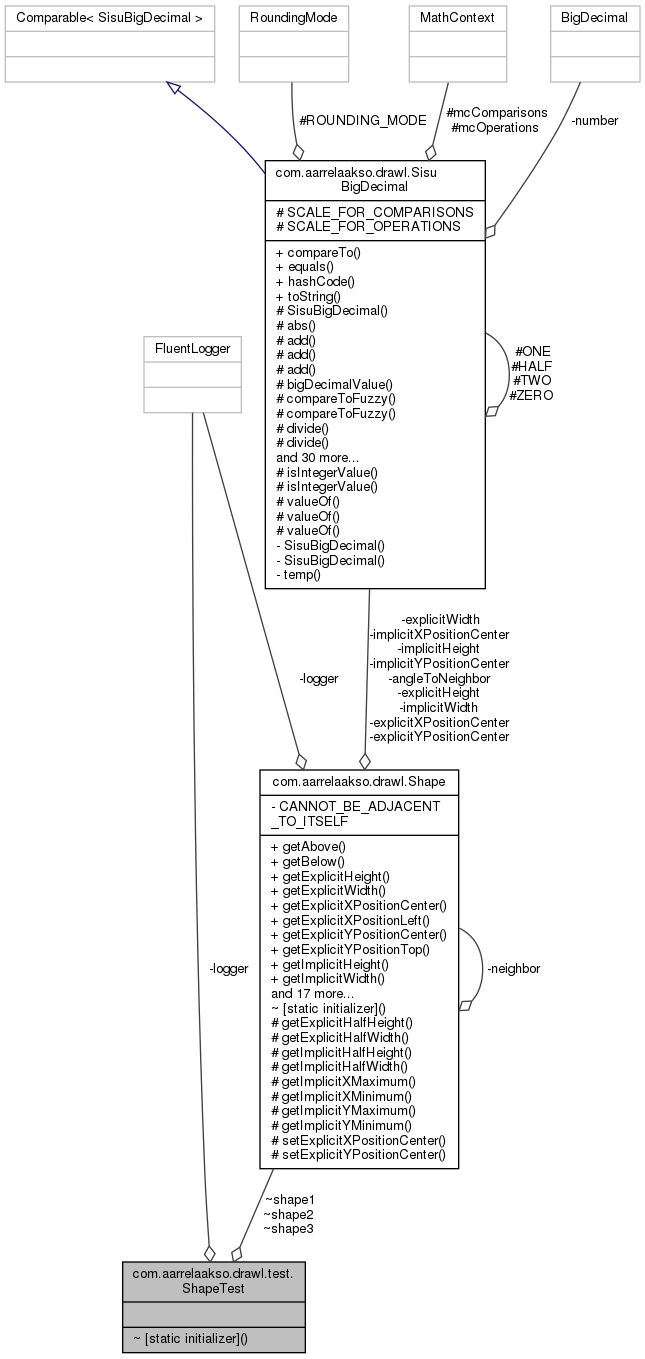 Comparable< SisuBigDecimal >
RoundingMode
MathContext
BigDecimal
#ROUNDING_MODE
#mcComparisons
#mcOperations
-number
com.aarrelaakso.drawl.Sisu
BigDecimal
# SCALE_FOR_COMPARISONS
# SCALE_FOR_OPERATIONS
+ compareTo()
+ equals()
+ hashCode()
+ toString()
# SisuBigDecimal()
# abs()
# add()
# add()
# add()
# bigDecimalValue()
# compareToFuzzy()
# compareToFuzzy()
# divide()
# divide()
and 30 more...
# isIntegerValue()
# isIntegerValue()
# valueOf()
# valueOf()
# valueOf()
- SisuBigDecimal()
- SisuBigDecimal()
- temp()
#ONE
#HALF
#TWO
#ZERO
FluentLogger
-explicitWidth
-implicitXPositionCenter
-implicitHeight
-implicitYPositionCenter
-angleToNeighbor
-explicitHeight
-implicitWidth
-explicitXPositionCenter
-explicitYPositionCenter
-logger
com.aarrelaakso.drawl.Shape
- CANNOT_BE_ADJACENT
_TO_ITSELF
+ getAbove()
+ getBelow()
+ getExplicitHeight()
+ getExplicitWidth()
+ getExplicitXPositionCenter()
+ getExplicitXPositionLeft()
+ getExplicitYPositionCenter()
+ getExplicitYPositionTop()
+ getImplicitHeight()
+ getImplicitWidth()
and 17 more...
~ [static initializer]()
# getExplicitHalfHeight()
# getExplicitHalfWidth()
# getImplicitHalfHeight()
# getImplicitHalfWidth()
# getImplicitXMaximum()
# getImplicitXMinimum()
# getImplicitYMaximum()
# getImplicitYMinimum()
# setExplicitXPositionCenter()
# setExplicitYPositionCenter()
-neighbor
-logger
~shape1
~shape2
~shape3
com.aarrelaakso.drawl.test.
ShapeTest
~ [static initializer]()